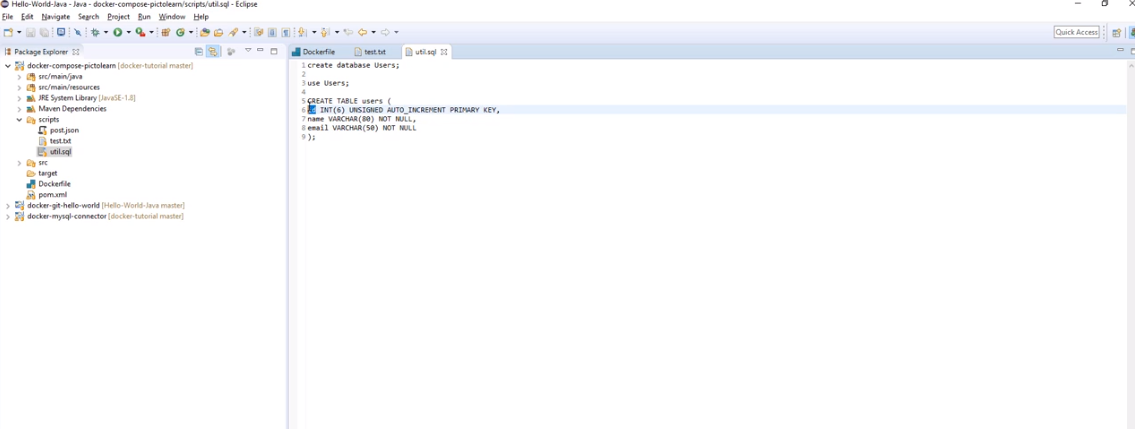 Hello-World-Java - Java - docker-compose-pictolearn/scripts/util.sql - Eclipse
File Edit Navigate Search Project Run Window Help
Quick Access
Package Explorer
docker-compose-pictolearn [docker-tutorial master]
src/main/java
src/main/resources
JRE System Library [JavaSE-1.8]
Maven Dependencies
scripts
post.json
test.txt
util.sql
src
target
Dockerfile
pom.xml
docker-git-hello-world [Hello-World-Java master]
docker-mysql-connector [docker-tutorial master]
Dockerfile test.txt util.sql
1 create database Users;
2
3 use Users;
4
5 CREATE TABLE users (
6 id INT(6) UNSIGNED AUTO_INCREMENT PRIMARY KEY,
7 name VARCHAR(80) NOT NULL,
8 email VARCHAR(50) NOT NULL
9 );